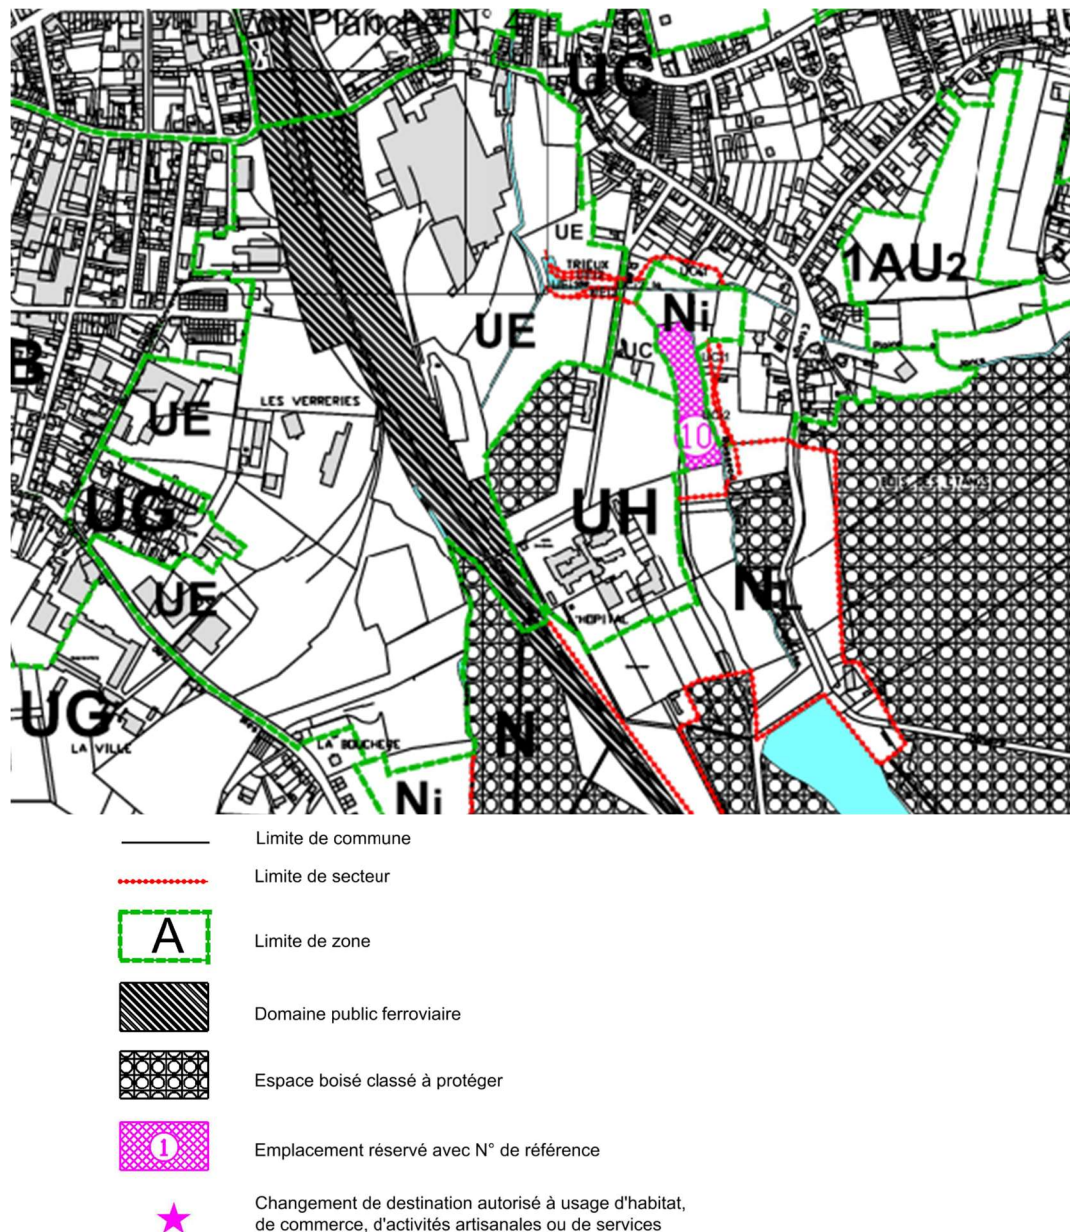 UC
UE
TRIEUX
1AU2
Ni
UE
UC
B
LES VERRERIES
UE
10
UG
UH
BOIS DES ETANGS
UE
NL
L'HOPITAL
UG
N
LA VILLE
LA BOUCHERE
Ni
Limite de commune
Limite de secteur
A
Limite de zone
Domaine public ferroviaire
Espace boisé classé à protéger
1
Emplacement réservé avec N° de référence
Changement de destination autorisé à usage d'habitat,
de commerce, d'activités artisanales ou de services